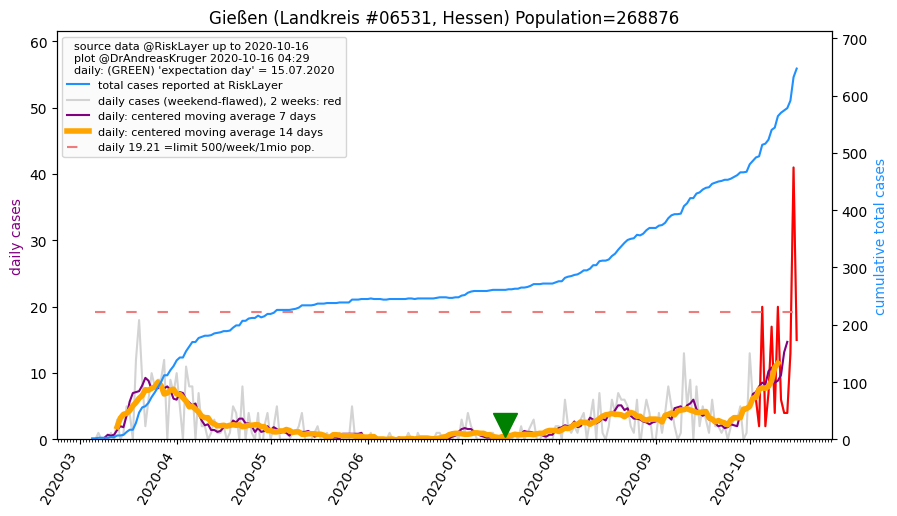 Gießen (Landkreis #06531, Hessen) Population=268876
source data @RiskLayer up to 2020-10-16
plot @DrAndreasKruger 2020-10-16 04:29
daily: (GREEN) 'expectation day' = 15.07.2020
total cases reported at RiskLayer
daily cases (weekend-flawed), 2 weeks: red
daily: centered moving average 7 days
daily: centered moving average 14 days
daily 19.21 =limit 500/week/1mio pop.
daily cases
60
50
40
30
20
10
0
cumulative total cases
700
600
500
400
300
200
100
0
2020-03
2020-04
2020-05
2020-06
2020-07
2020-08
2020-09
2020-10